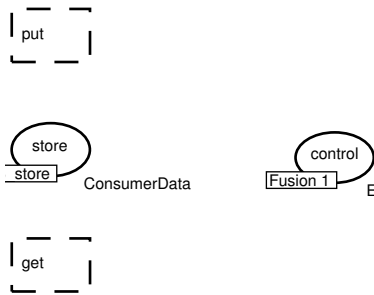 put
store
control
store
Fusion 1
ConsumerData
E
get